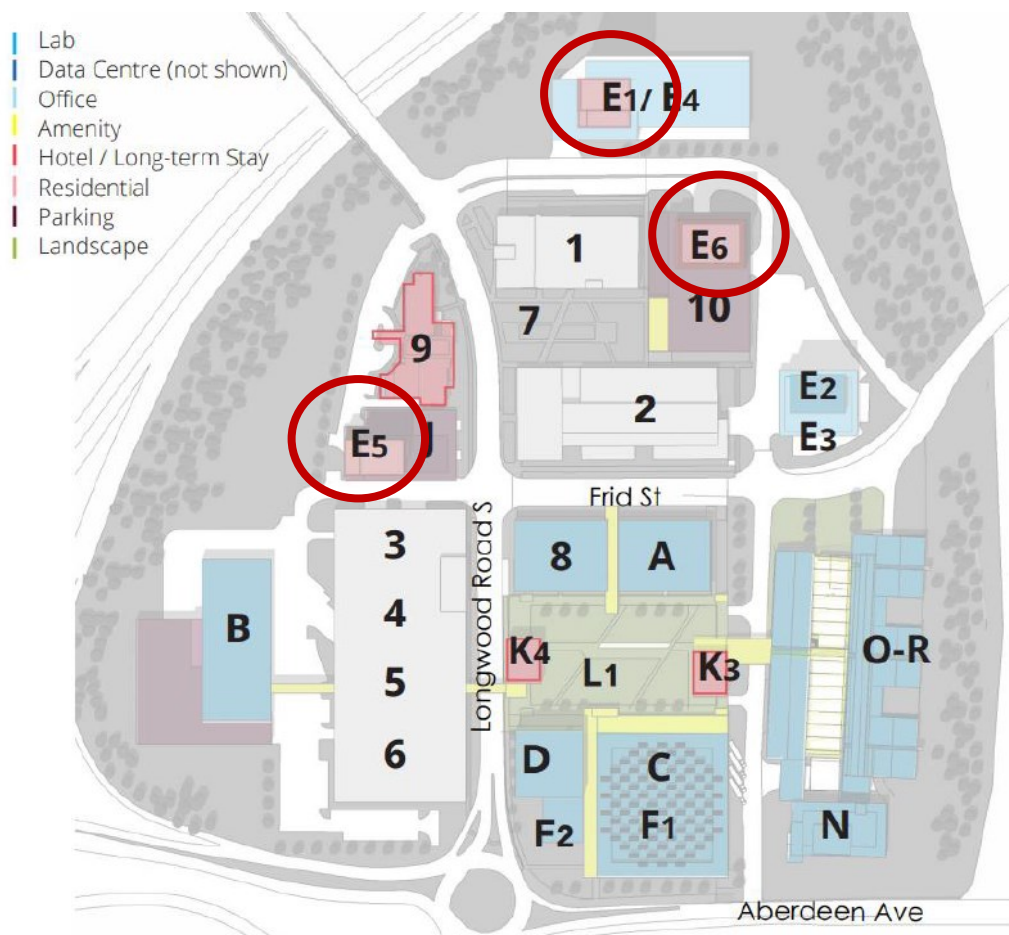 Lab
Data Centre (not shown)
Office
Amenity
Hotel / Long-term Stay
Residential
Parking
Landscape
E1/ E4
1
E6
7
10
9
2
E2
E5
J
E3
Frid St
Longwood Road S
3
8
A
4
B
K4
L1
K3
O-R
5
6
D
C
F2
F1
N
Aberdeen Ave